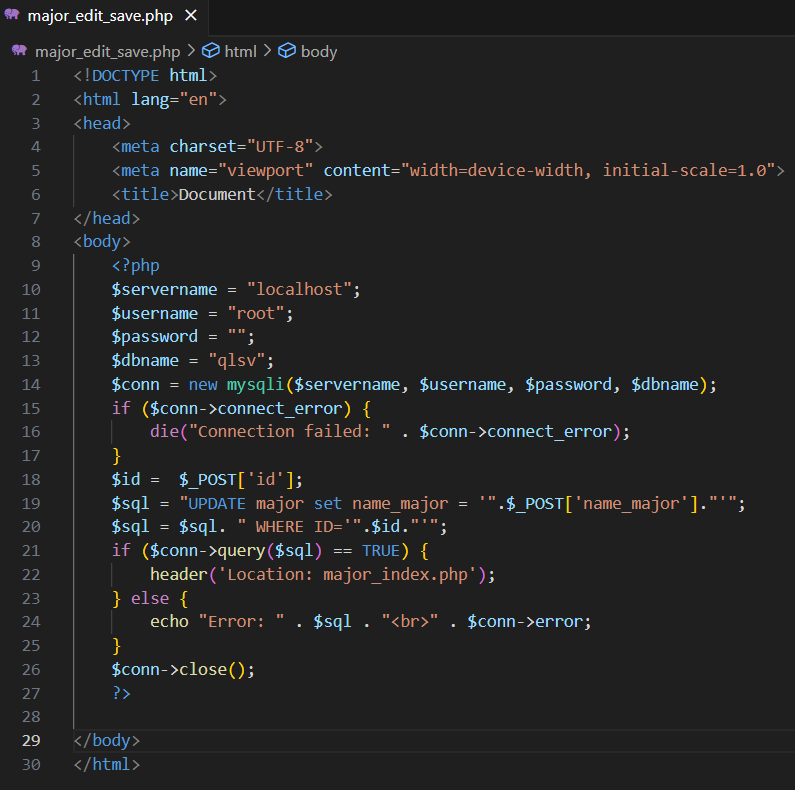 major_edit_save.php ×
major_edit_save.php > html > body
1 <!DOCTYPE html>
2 <html lang="en">
3 <head>
4     <meta charset="UTF-8">
5     <meta name="viewport" content="width=device-width, initial-scale=1.0">
6     <title>Document</title>
7 </head>
8 <body>
9     <?php
10     $servername = "localhost";
11     $username = "root";
12     $password = "";
13     $dbname = "qlsv";
14     $conn = new mysqli($servername, $username, $password, $dbname);
15     if ($conn->connect_error) {
16         die("Connection failed: " . $conn->connect_error);
17     }
18     $id =  $_POST['id'];
19     $sql = "UPDATE major set name_major = '".$_POST['name_major']."'";
20     $sql = $sql. " WHERE ID='".$id."'";
21     if ($conn->query($sql) == TRUE) {
22         header('Location: major_index.php');
23     } else {
24         echo "Error: " . $sql . "<br>" . $conn->error;
25     }
26     $conn->close();
27     ?>
28
29 </body>
30 </html>